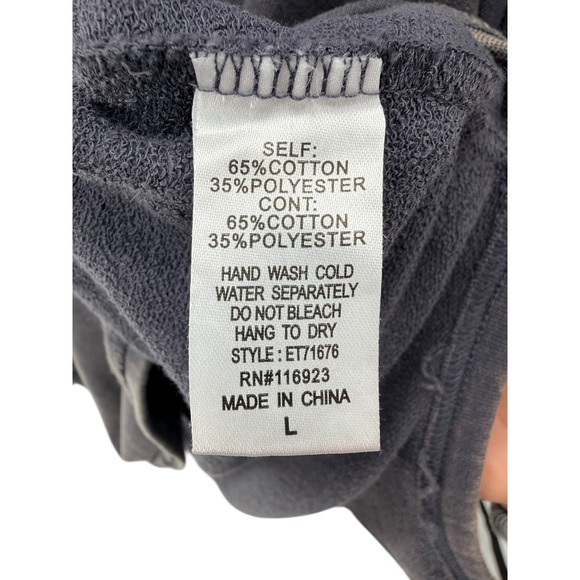 SELF:
65%COTTON
35%POLYESTER
CONT:
65%COTTON
35%POLYESTER
HAND WASH COLD
WATER SEPARATELY
DO NOT BLEACH
HANG TO DRY
STYLE : ET71676
RN#116923
MADE IN CHINA
L